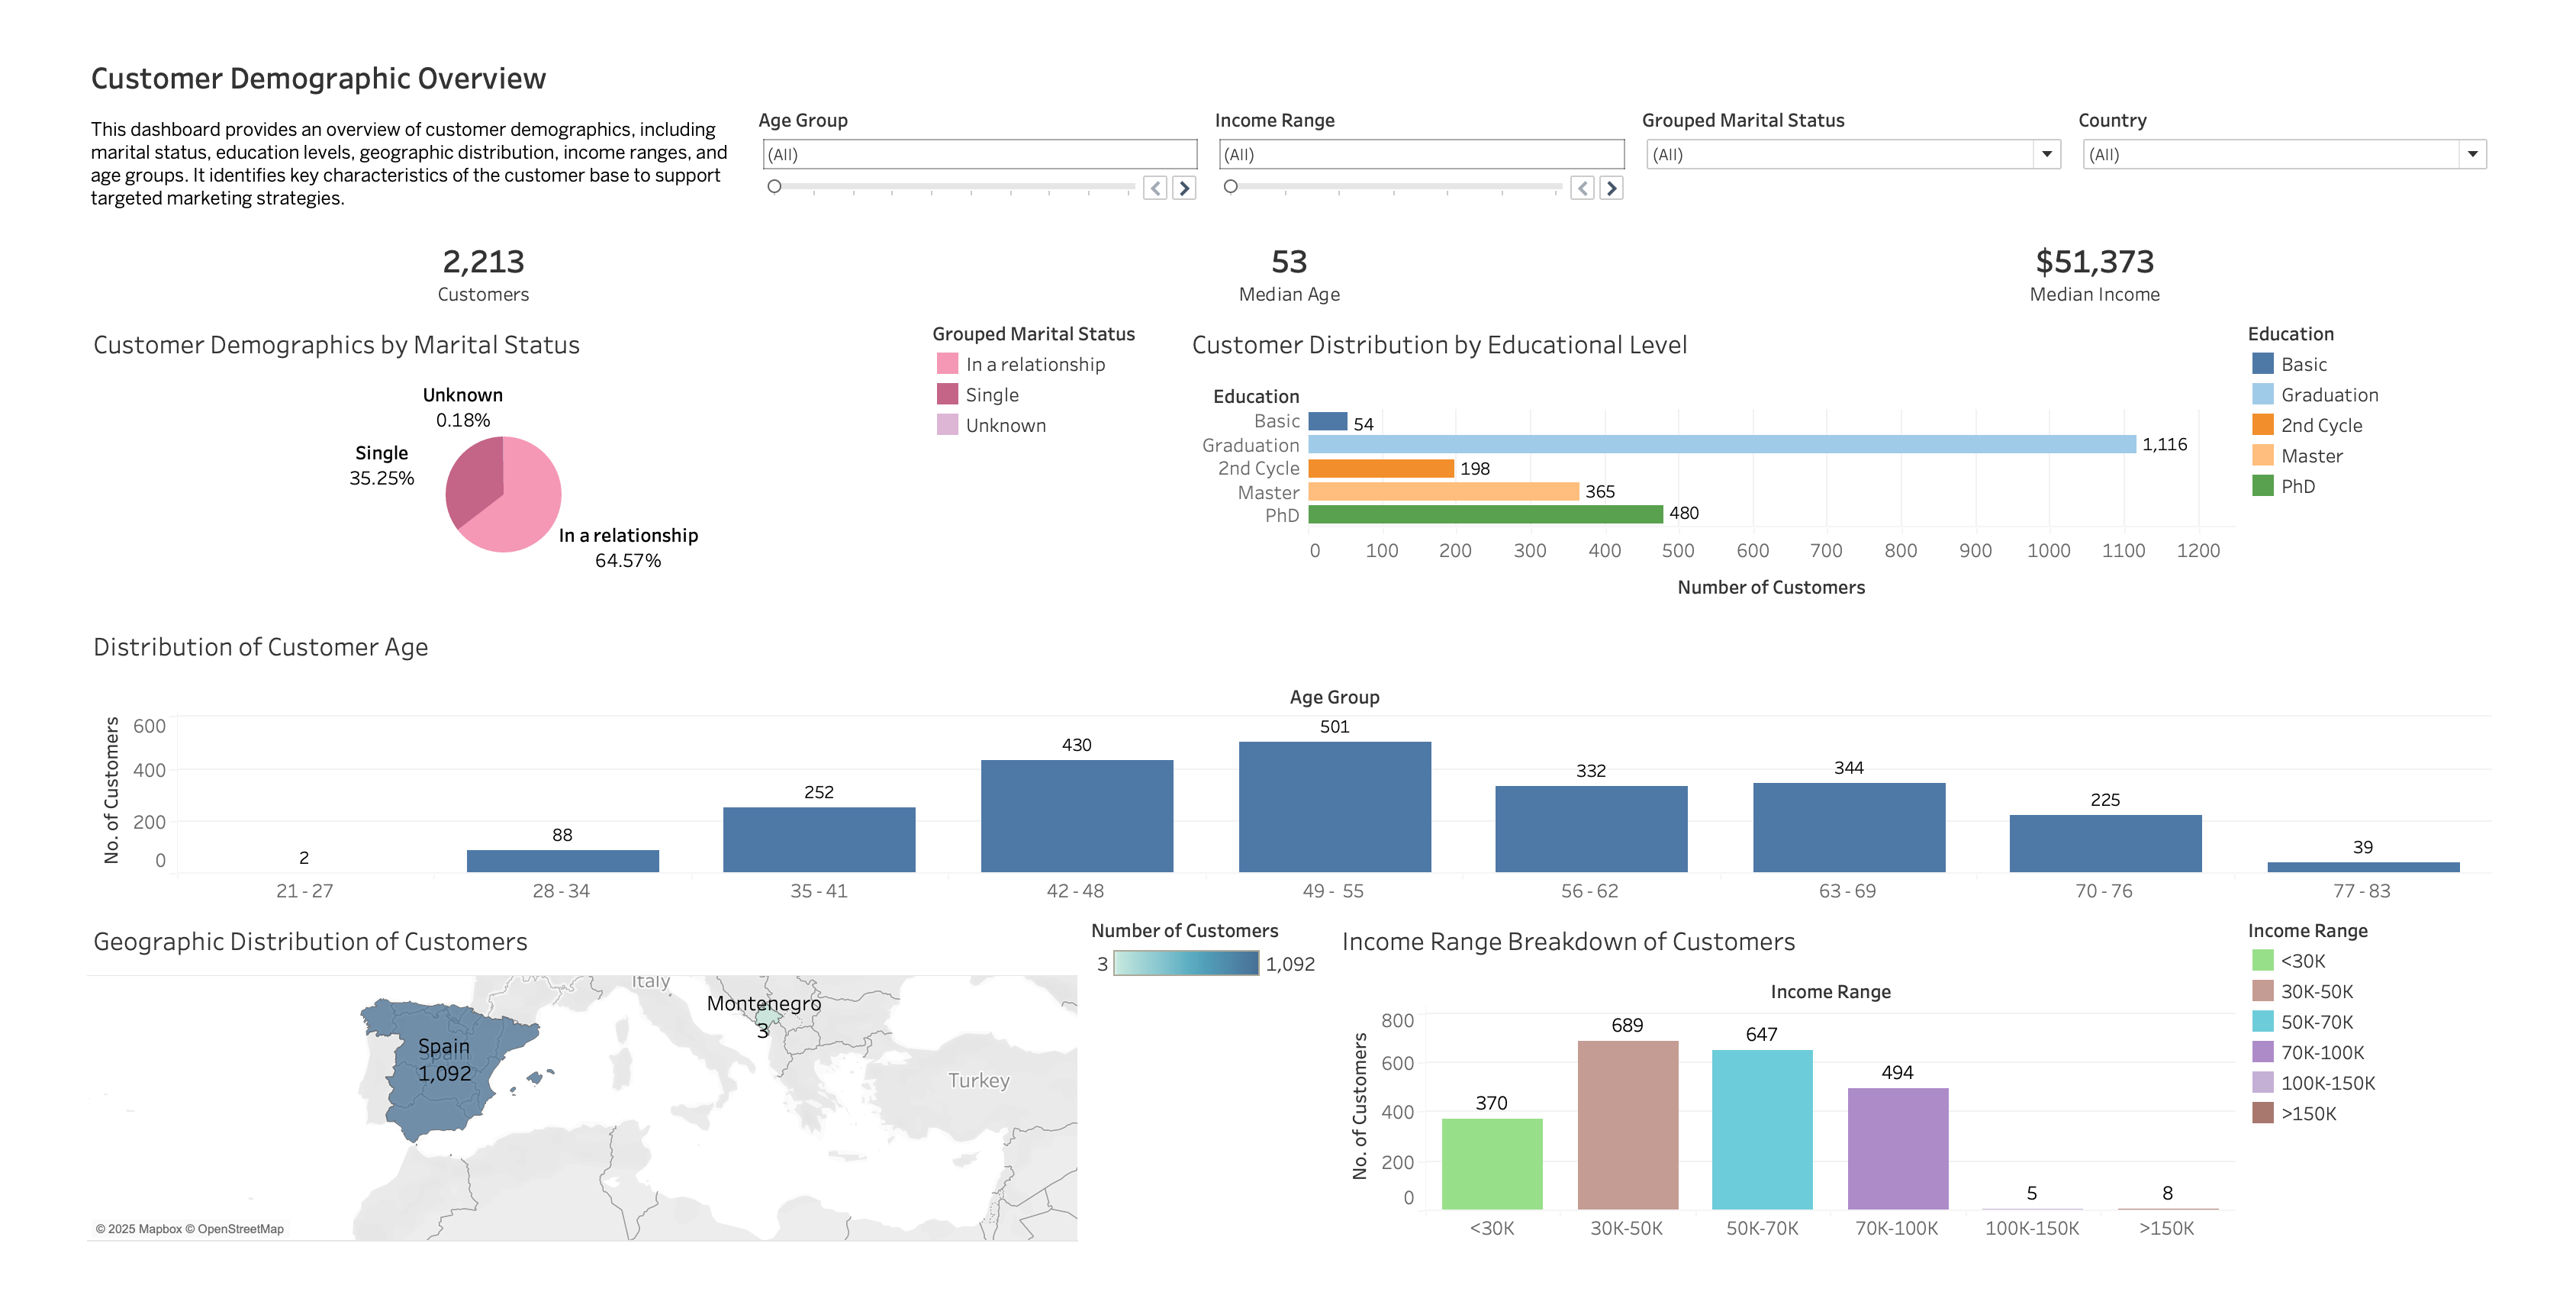 Customer Demographic Overview
This dashboard provides an overview of customer demographics, including
marital status, education levels, geographic distribution, income ranges, and
age groups. It identifies key characteristics of the customer base to support
targeted marketing strategies.
Age Group
(All)
Income Range
(All)
Grouped Marital Status
(All)
Country
(All)
2,213
Customers
53
Median Age
$51,373
Median Income
Customer Demographics by Marital Status
Unknown
0.18%
Single
35.25%
In a relationship
64.57%
Grouped Marital Status
In a relationship
Single
Unknown
Customer Distribution by Educational Level
Education
Basic 54
Graduation 1,116
2nd Cycle 198
Master 365
PhD 480
0 100 200 300 400 500 600 700 800 900 1000 1100 1200
Number of Customers
Education
Basic
Graduation
2nd Cycle
Master
PhD
Distribution of Customer Age
Age Group
No. of Customers
600
400
200
0
2 88 252 430 501 332 344 225 39
21 - 27 28 - 34 35 - 41 42 - 48 49 - 55 56 - 62 63 - 69 70 - 76 77 - 83
Geographic Distribution of Customers
Number of Customers
3 1,092
Italy
Montenegro
3
Spain
Spain
1,092
Turkey
© 2025 Mapbox © OpenStreetMap
Income Range Breakdown of Customers
Income Range
No. of Customers
800
600
400
200
0
370 689 647 494 5 8
<30K 30K-50K 50K-70K 70K-100K 100K-150K >150K
Income Range
<30K
30K-50K
50K-70K
70K-100K
100K-150K
>150K